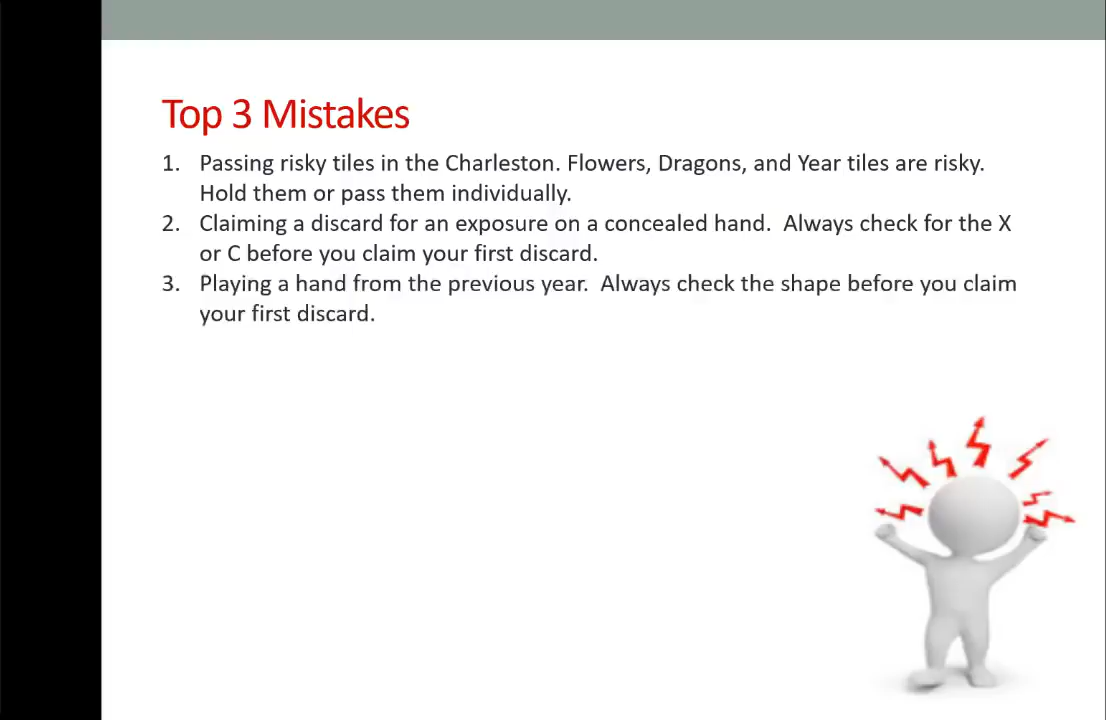 Top 3 Mistakes
1. Passing risky tiles in the Charleston. Flowers, Dragons, and Year tiles are risky.
Hold them or pass them individually.
2. Claiming a discard for an exposure on a concealed hand.  Always check for the X
or C before you claim your first discard.
3. Playing a hand from the previous year.  Always check the shape before you claim
your first discard.